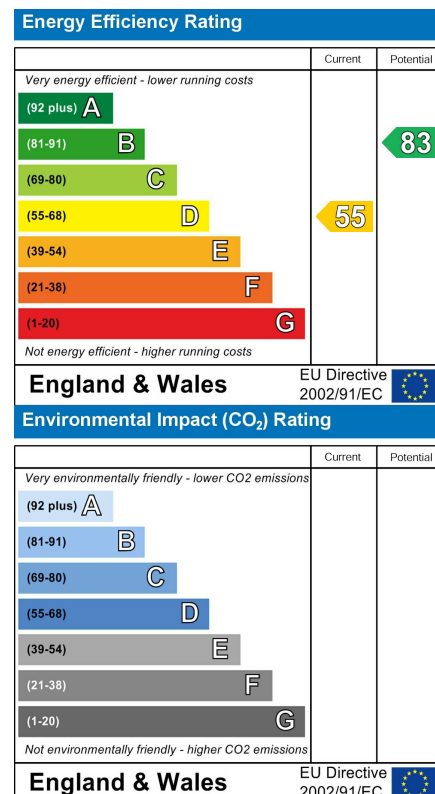 Energy Efficiency Rating
Current Potential
Very energy efficient - lower running costs
(92 plus) A
(81-91) B
83
(69-80) C
(55-68) D
55
(39-54) E
(21-38) F
(1-20) G
Not energy efficient - higher running costs
England & Wales
EU Directive
2002/91/EC
Environmental Impact (CO₂) Rating
Current Potential
Very environmentally friendly - lower CO2 emissions
(92 plus) A
(81-91) B
(69-80) C
(55-68) D
(39-54) E
(21-38) F
(1-20) G
Not environmentally friendly - higher CO2 emissions
England & Wales
EU Directive
2002/91/EC